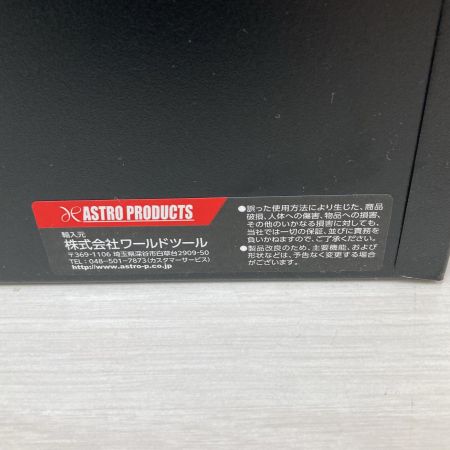 ASTRO PRODUCTS
輸入元
株式会社ワールドツール
〒369-1106 埼玉県深谷市白草台2909-50
TEL：048-501-7873(カスタマーサービス)
http://www.astro-p.co.jp
●誤った使用方法により生じた、商品
破損、人体への傷害、物品への損害、
その他のいかなる損害に対しても、
当社では一切の保証、並びに責務を
負いかねますので、ご了承ください。
●製品改良のため、主要機能、および
形状などは、予告なく変更する場合
がございます。